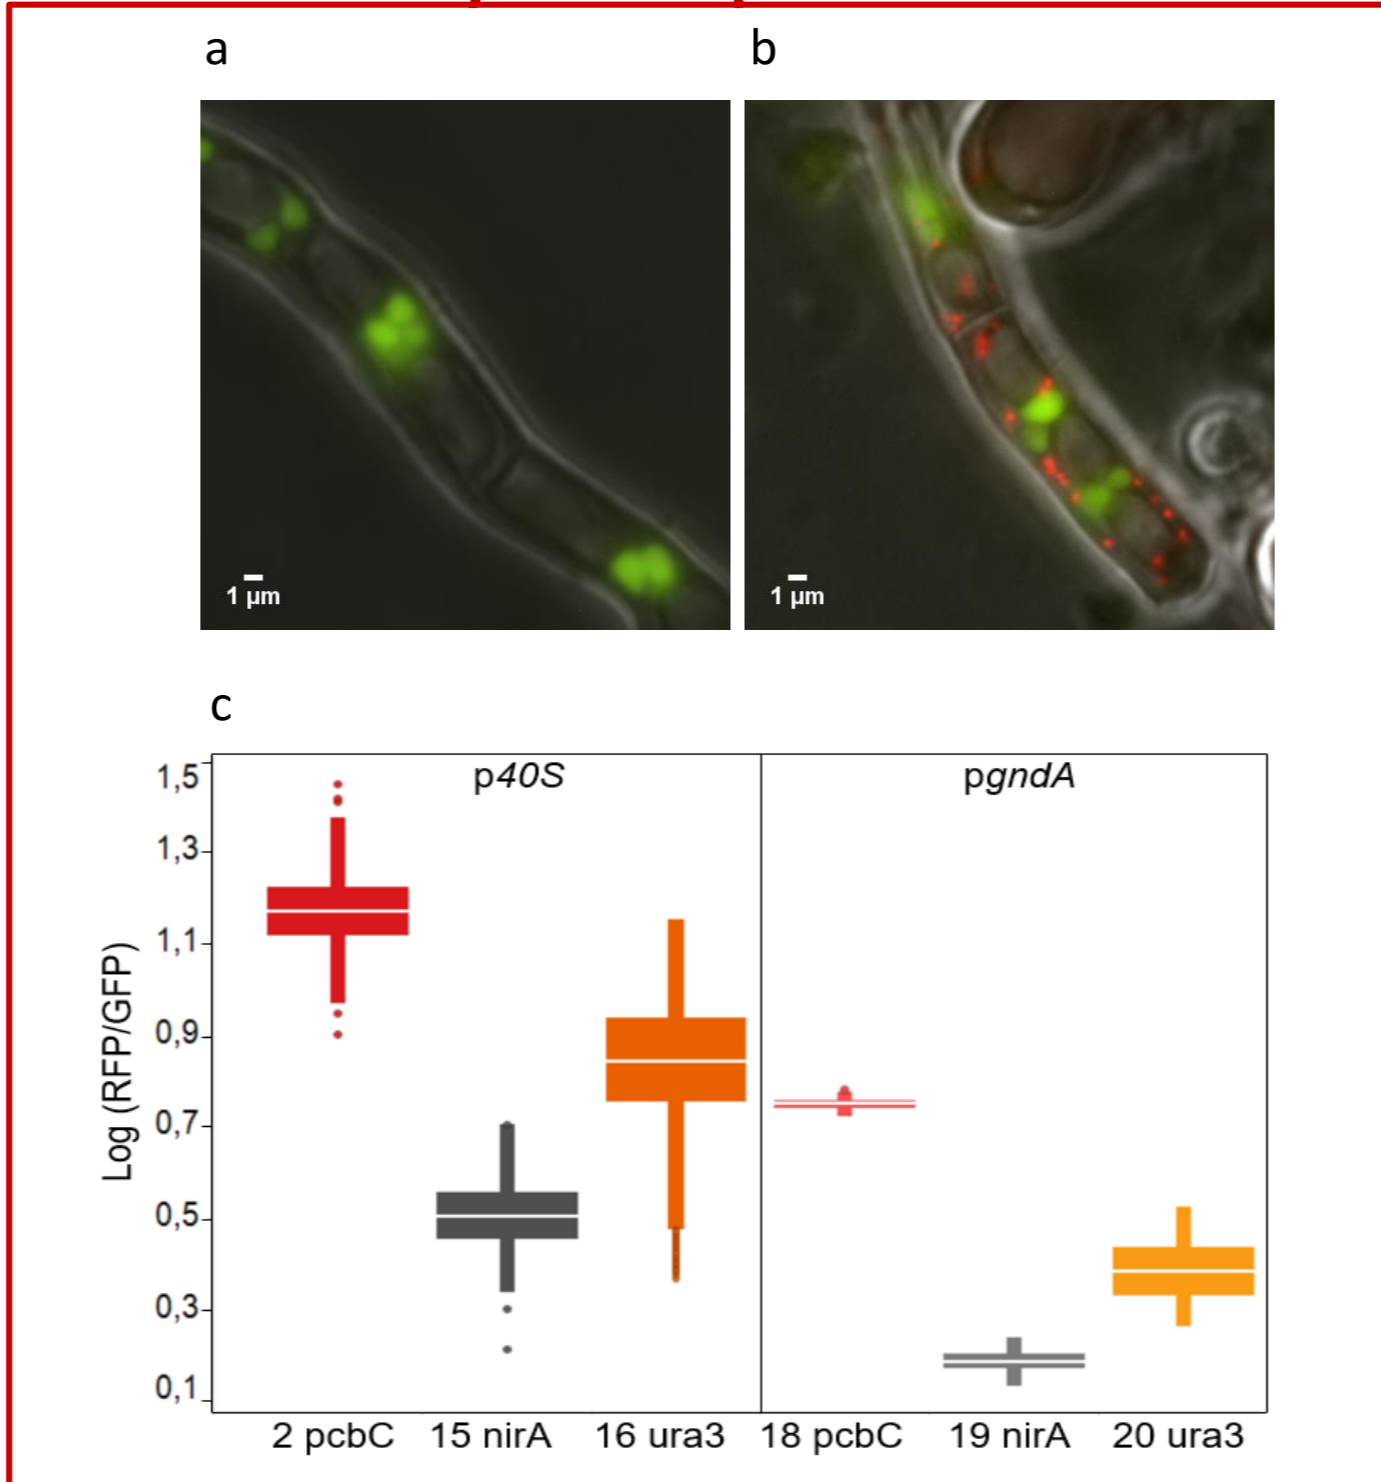 a
b
1 µm
1 µm
c
p40S
pgndA
1,5
1,3
1,1
0,9
0,7
0,5
0,3
0,1
Log (RFP/GFP)
2 pcbC 15 nirA 16 ura3 18 pcbC 19 nirA 20 ura3